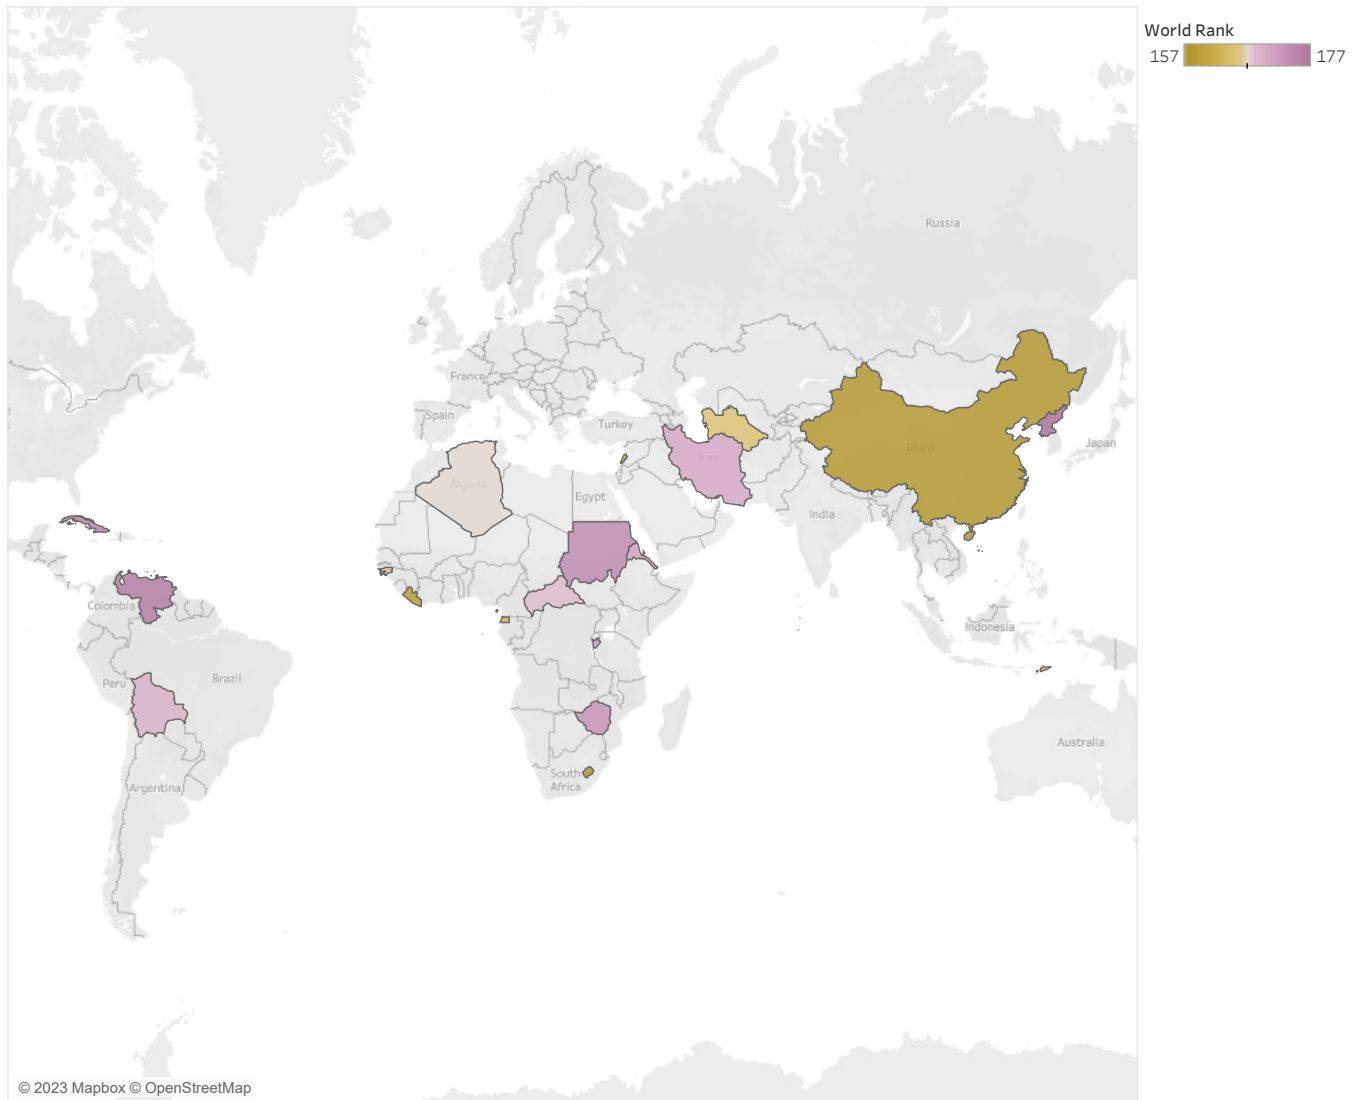 World Rank
157
177
Russia
France
Spain
Turkey
Japan
China
Iran
Algeria
Egypt
India
Colombia
Indonesia
Peru
Brazil
Australia
South
Africa
Argentina
© 2023 Mapbox © OpenStreetMap